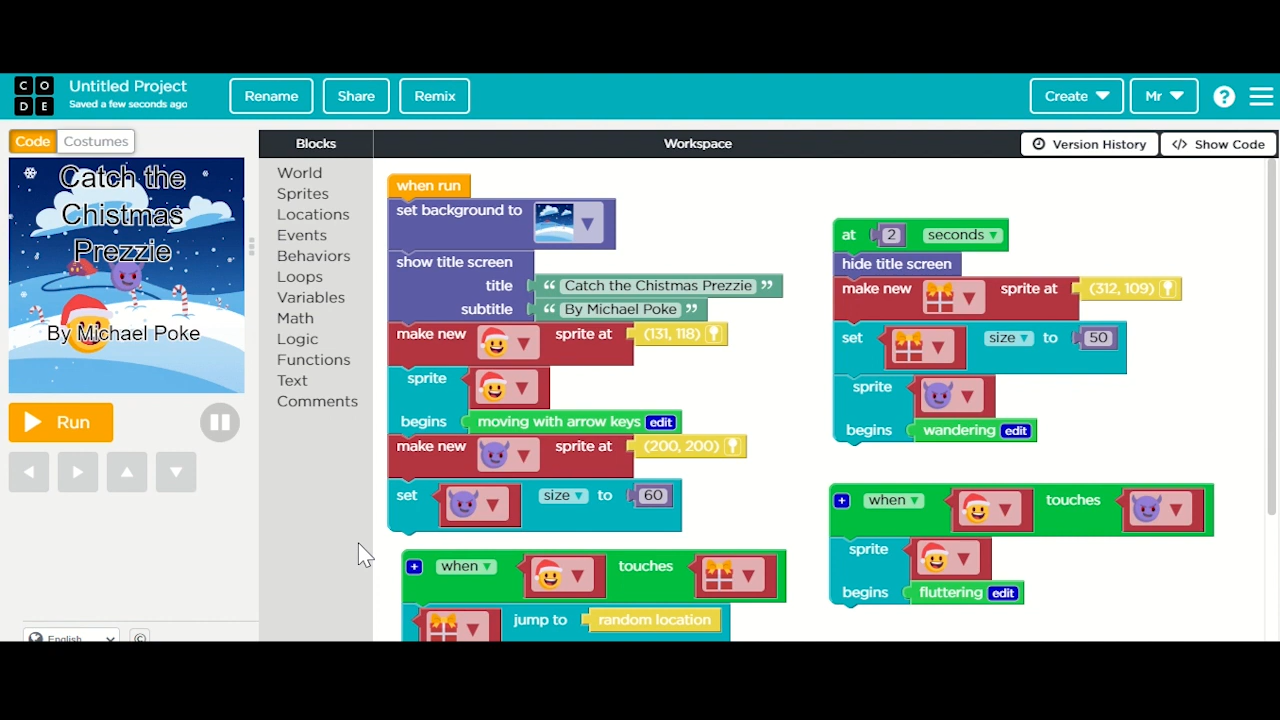 CODE
Untitled Project
Saved a few seconds ago
Rename
Share
Remix
Create
Mr
?
Code
Costumes
Blocks
Workspace
Version History
</> Show Code
Catch the
Chistmas
Prezzie
By Michael Poke
Run
English
©
World
Sprites
Locations
Events
Behaviors
Loops
Variables
Math
Logic
Functions
Text
Comments
when run
set background to
show title screen
title “ Catch the Chistmas Prezzie ”
subtitle “ By Michael Poke ”
make new sprite at (131, 118)
sprite
begins moving with arrow keys edit
make new sprite at (200, 200)
set size to 60
+ when touches
jump to random location
at 2 seconds
hide title screen
make new sprite at (312, 109)
set size to 50
sprite
begins wandering edit
+ when touches
sprite
begins fluttering edit